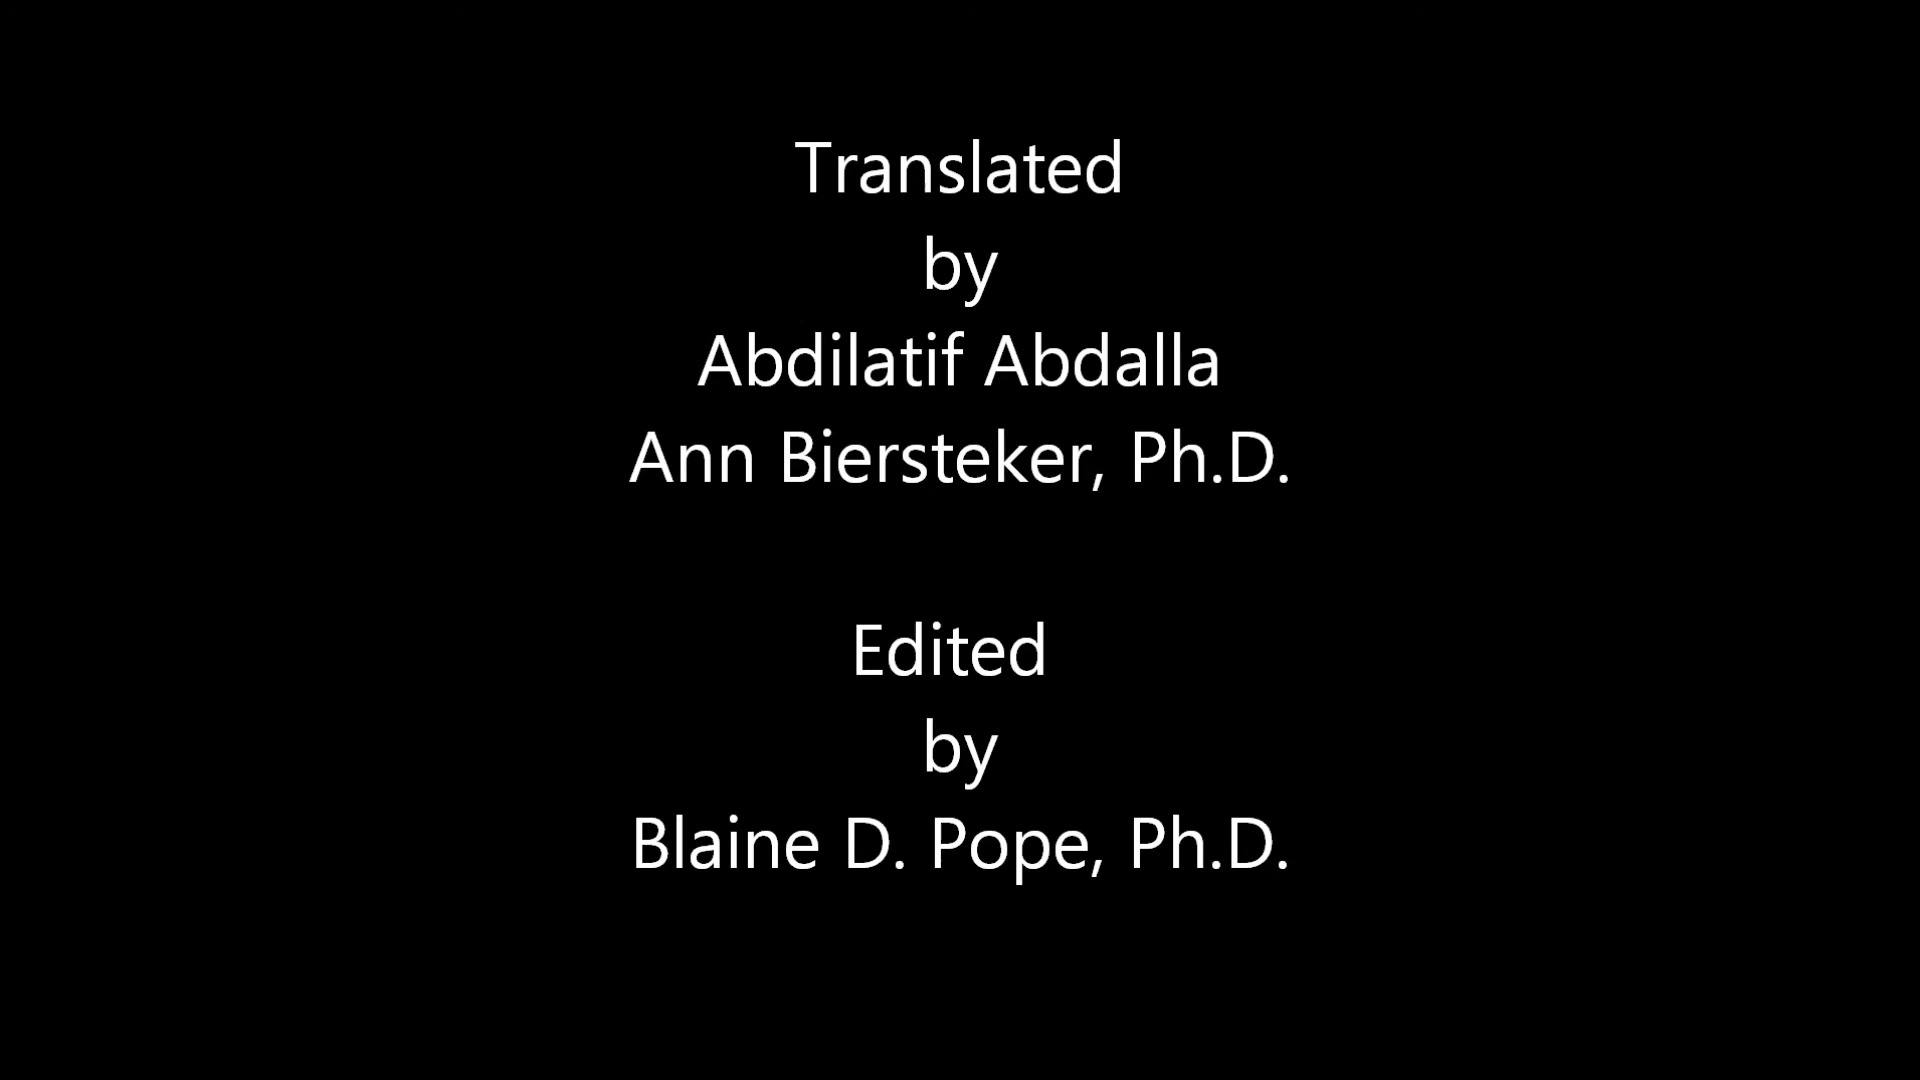 Translated
by
Abdilatif Abdalla
Ann Biersteker, Ph.D.
Edited
by
Blaine D. Pope, Ph.D.